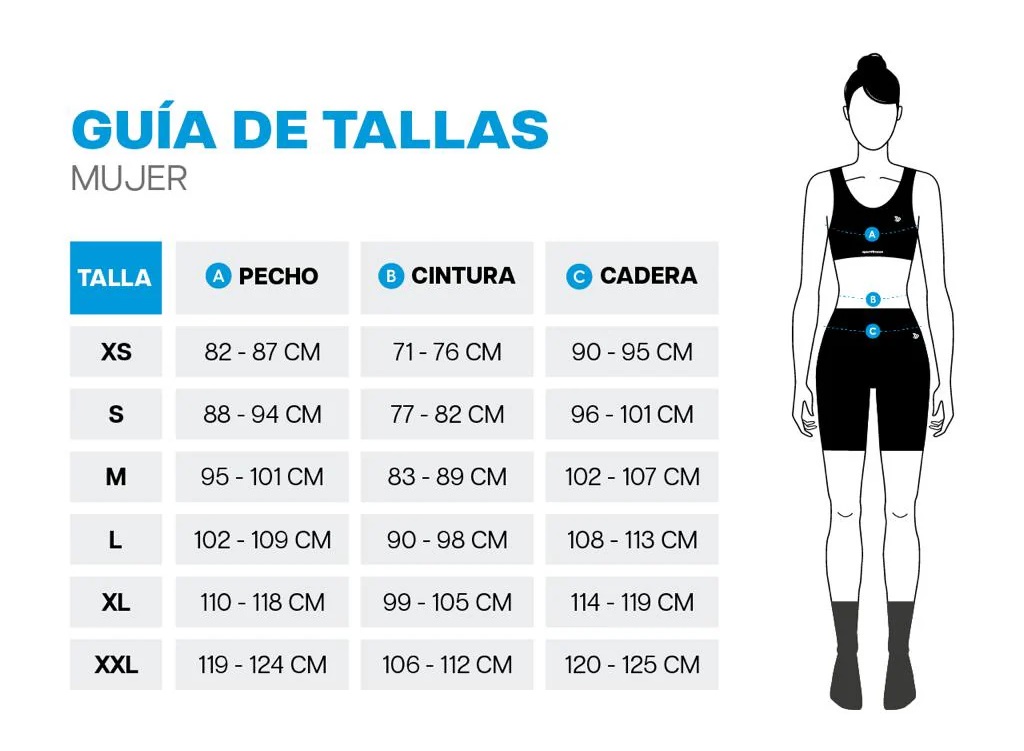 GUÍA DE TALLAS
MUJER
TALLA A PECHO B CINTURA C CADERA
XS 82 - 87 CM 71 - 76 CM 90 - 95 CM
S 88 - 94 CM 77 - 82 CM 96 - 101 CM
M 95 - 101 CM 83 - 89 CM 102 - 107 CM
L 102 - 109 CM 90 - 98 CM 108 - 113 CM
XL 110 - 118 CM 99 - 105 CM 114 - 119 CM
XXL 119 - 124 CM 106 - 112 CM 120 - 125 CM
A
B
C